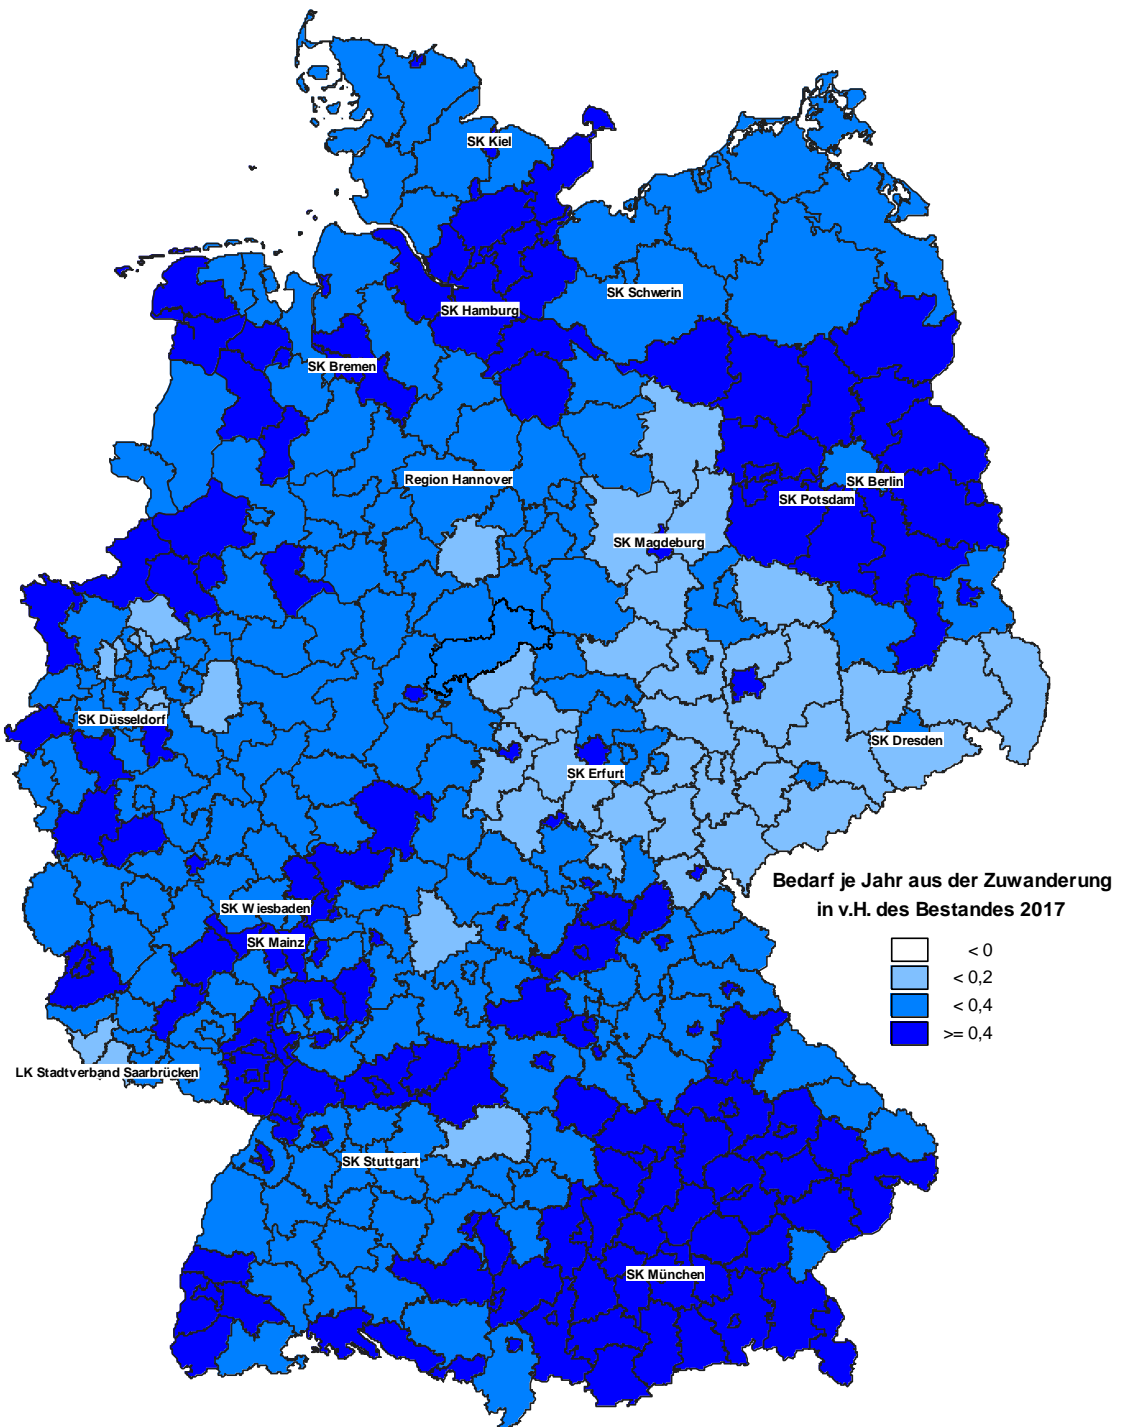 SK Kiel
SK Schwerin
SK Hamburg
SK Bremen
Region Hannover
SK Berlin
SK Potsdam
SK Magdeburg
SK Düsseldorf
SK Dresden
SK Erfurt
Bedarf je Jahr aus der Zuwanderung
in v.H. des Bestandes 2017
SK Wiesbaden
SK Mainz
< 0
< 0,2
< 0,4
>= 0,4
LK Stadtverband Saarbrücken
SK Stuttgart
SK München